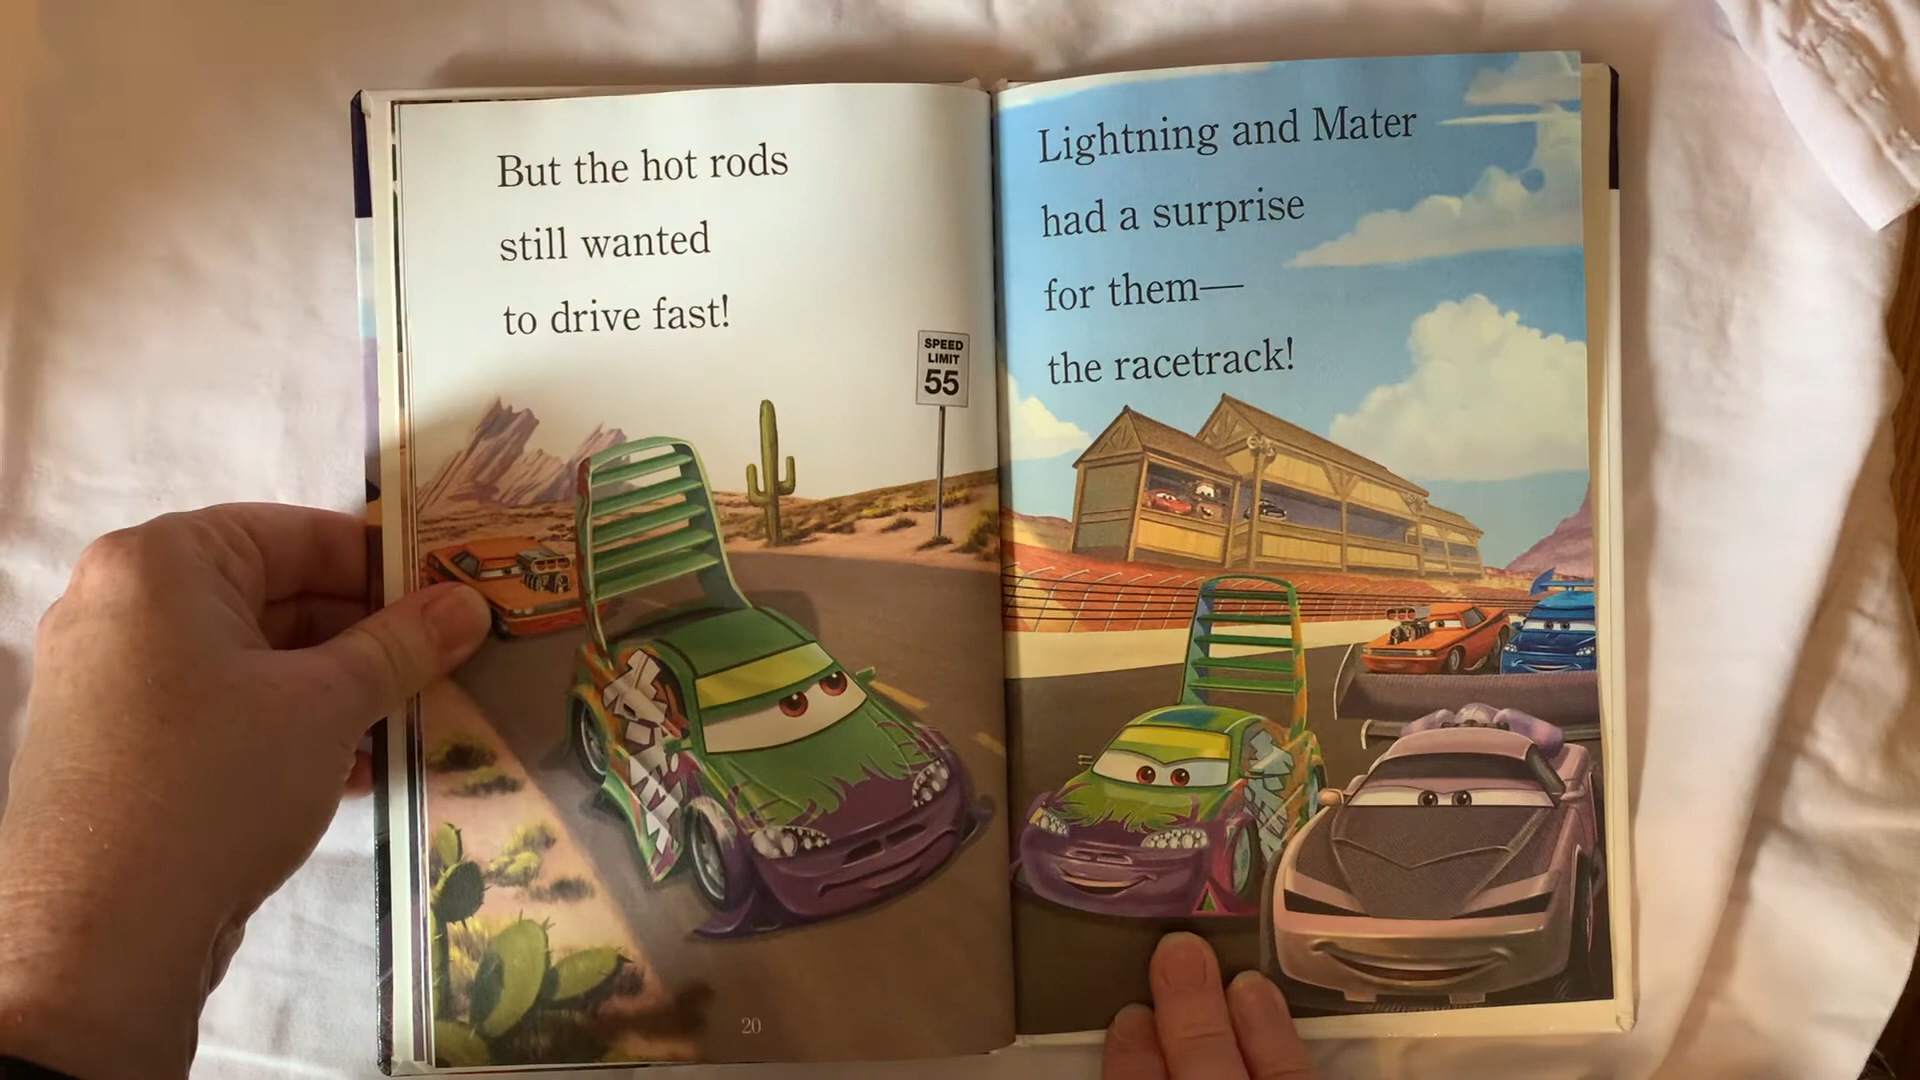 But the hot rods
still wanted
to drive fast!
SPEED
LIMIT
55
20
Lightning and Mater
had a surprise
for them—
the racetrack!